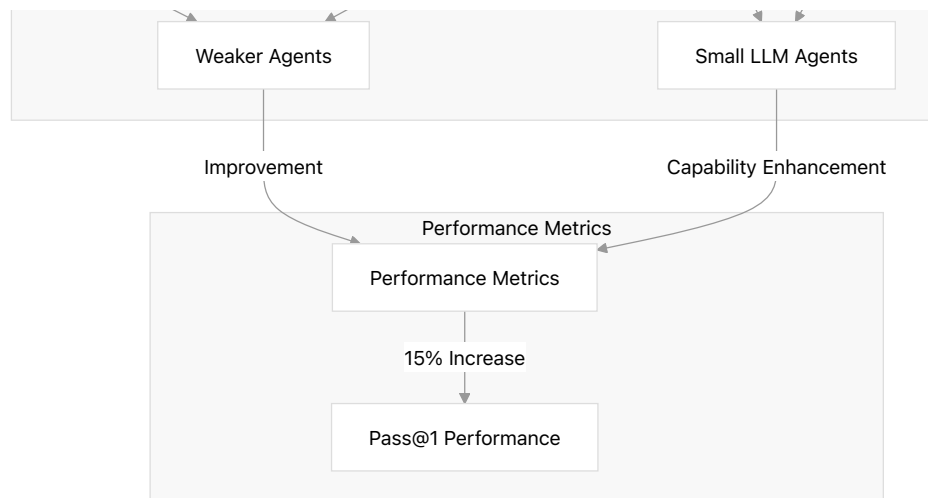 Weaker Agents
Small LLM Agents
Improvement
Capability Enhancement
Performance Metrics
Performance Metrics
15% Increase
Pass@1 Performance